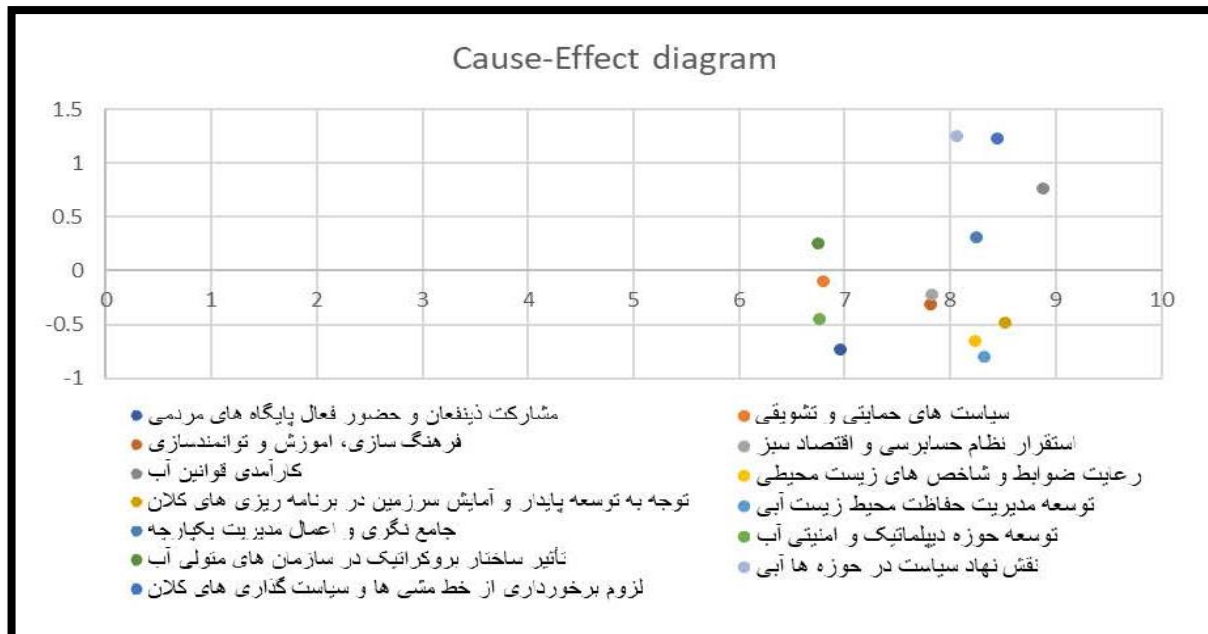 Cause-Effect diagram
1.5
1
0.5
0
-0.5
-1
0 1 2 3 4 5 6 7 8 9 10
مشارکت ذینفعان و حضور فعال پایگاه های مردمی
سیاست های حمایتی و تشویقی
فرهنگ سازی، اموزش و توانمندسازی
استقرار نظام حسابرسی و اقتصاد سبز
کارآمدی قوانین آب
رعایت ضوابط و شاخص های زیست محیطی
توجه به توسعه پایدار و آمایش سرزمین در برنامه ریزی های کلان
توسعه مدیریت حفاظت محیط زیست آبی
جامع نگری و اعمال مدیریت یکپارچه
توسعه حوزه دیپلماتیک و امنیتی آب
تأثیر ساختار بروکراتیک در سازمان های متولی آب
نقش نهاد سیاست در حوزه ها آبی
لزوم برخورداری از خط مشی ها و سیاست گذاری های کلان